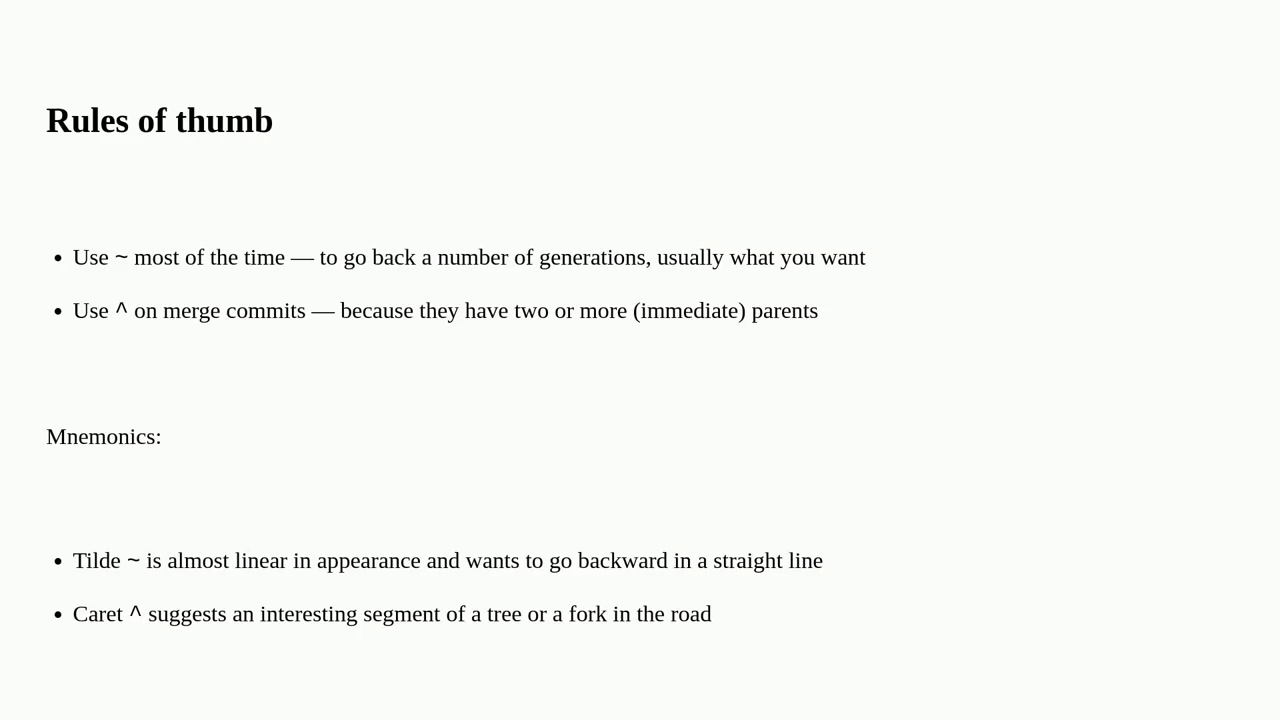 Rules of thumb
• Use ~ most of the time — to go back a number of generations, usually what you want
• Use ^ on merge commits — because they have two or more (immediate) parents
Mnemonics:
• Tilde ~ is almost linear in appearance and wants to go backward in a straight line
• Caret ^ suggests an interesting segment of a tree or a fork in the road